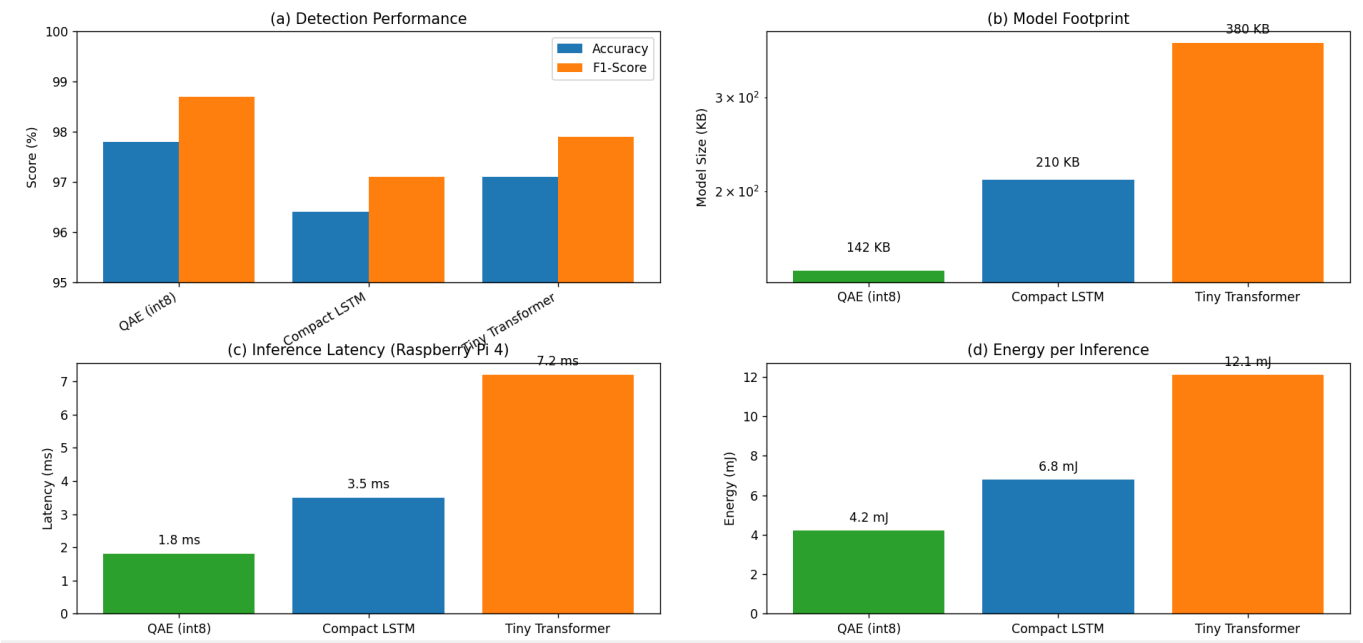 (a) Detection Performance
100
99
98
97
96
95
Score (%)
Accuracy
F1-Score
QAE (int8)
Compact LSTM
Tiny Transformer
(b) Model Footprint
3 × 10²
2 × 10²
Model Size (KB)
142 KB
210 KB
380 KB
QAE (int8)
Compact LSTM
Tiny Transformer
(c) Inference Latency (Raspberry Pi 4)
7
6
5
4
3
2
1
0
Latency (ms)
1.8 ms
3.5 ms
7.2 ms
QAE (int8)
Compact LSTM
Tiny Transformer
(d) Energy per Inference
12
10
8
6
4
2
0
Energy (mJ)
4.2 mJ
6.8 mJ
12.1 mJ
QAE (int8)
Compact LSTM
Tiny Transformer